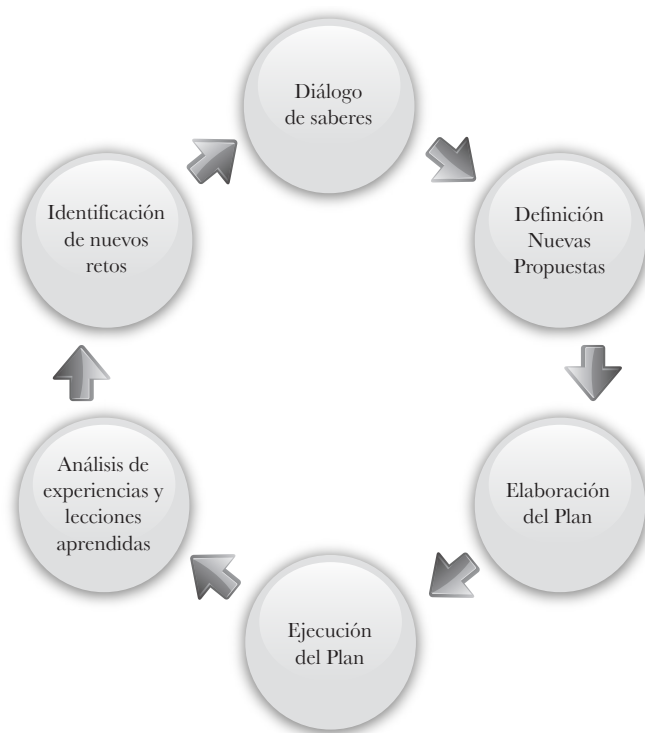 Diálogo
de saberes
Definición
Nuevas
Propuestas
Elaboración
del Plan
Ejecución
del Plan
Análisis de
experiencias y
lecciones
aprendidas
Identificación
de nuevos
retos